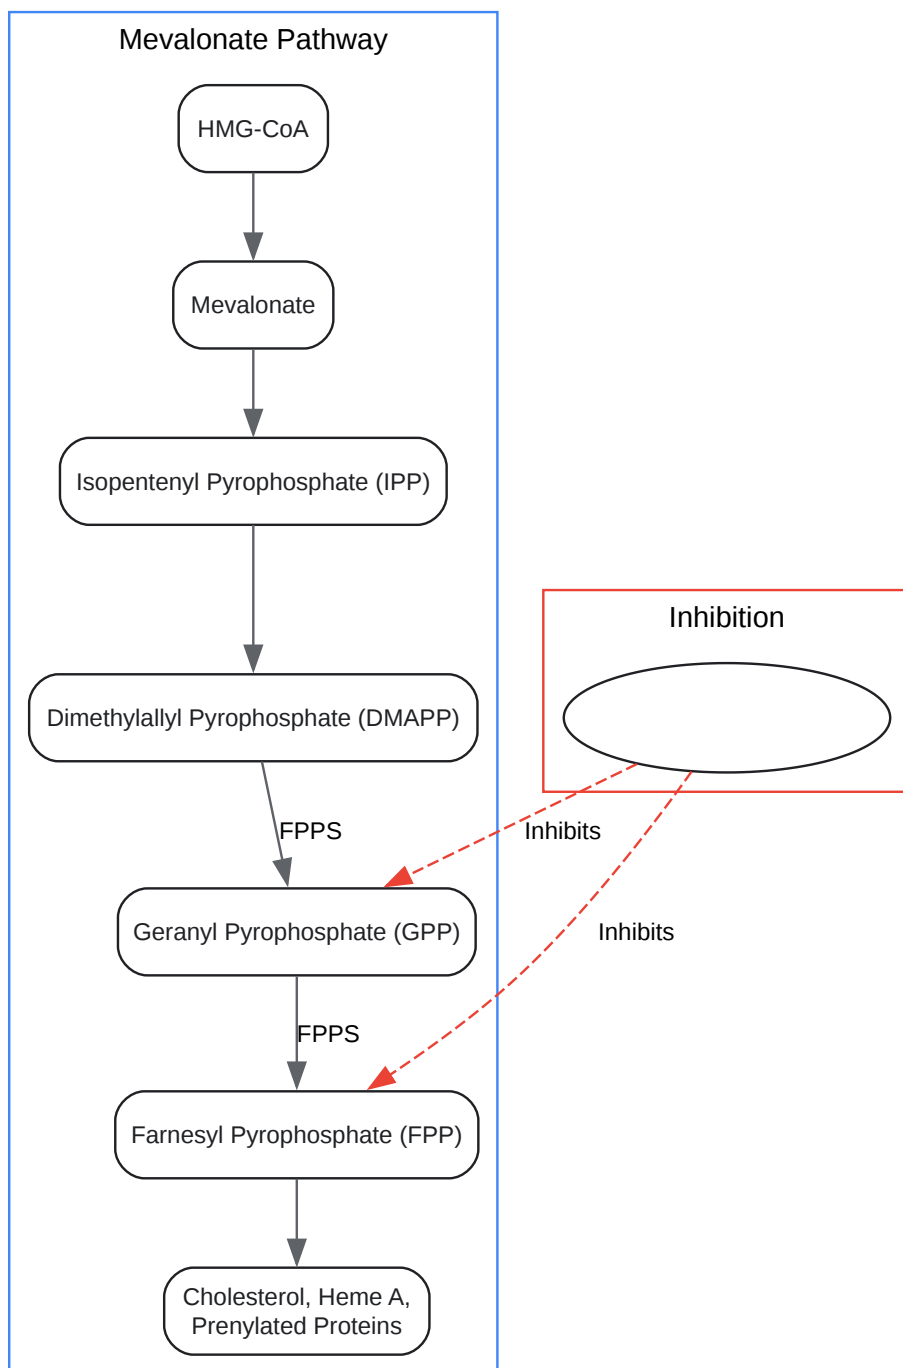 Mevalonate Pathway
HMG-CoA
Mevalonate
Isopentenyl Pyrophosphate (IPP)
Inhibition
Dimethylallyl Pyrophosphate (DMAPP)
FPPS
Inhibits
Geranyl Pyrophosphate (GPP)
Inhibits
FPPS
Farnesyl Pyrophosphate (FPP)
Cholesterol, Heme A,
Prenylated Proteins